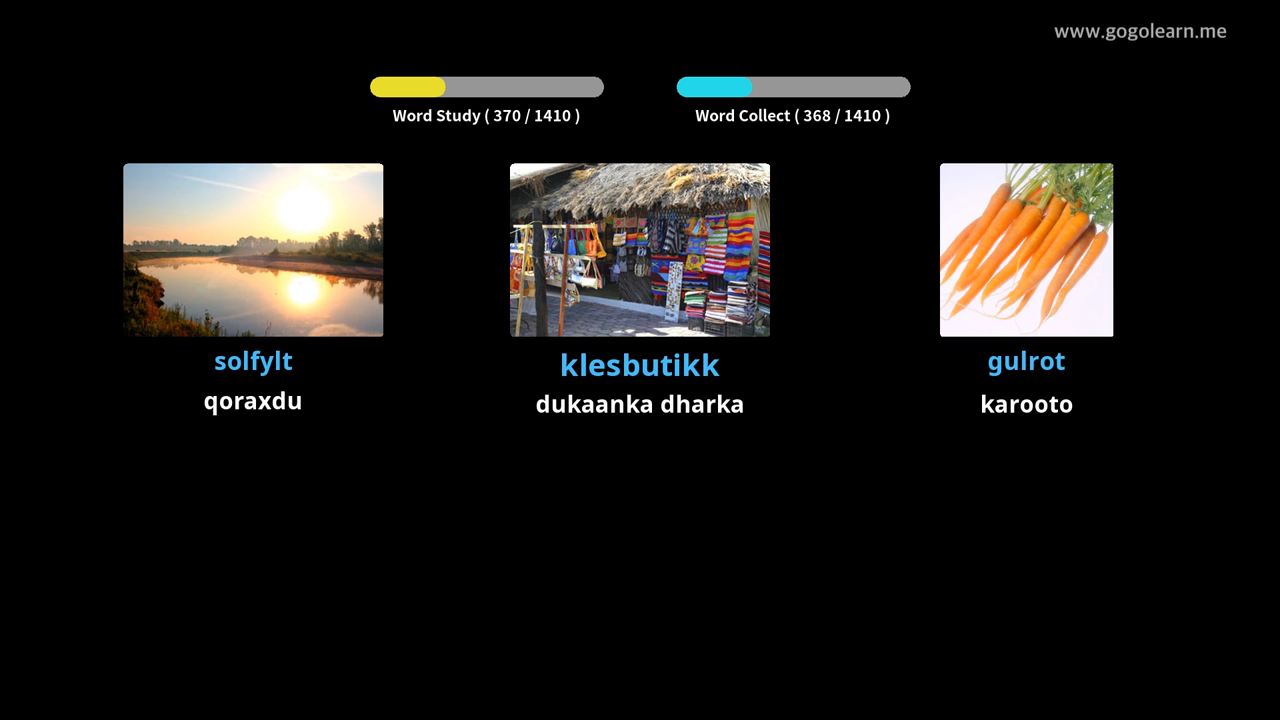 www.gogolearn.me
Word Study ( 370 / 1410 )
Word Collect ( 368 / 1410 )
solfylt
qoraxdu
klesbutikk
dukaanka dharka
gulrot
karooto